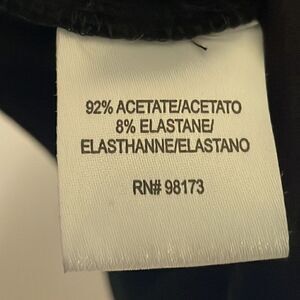 92% ACETATE/ACETATO
8% ELASTANE/
ELASTHANNE/ELASTANO
RN# 98173